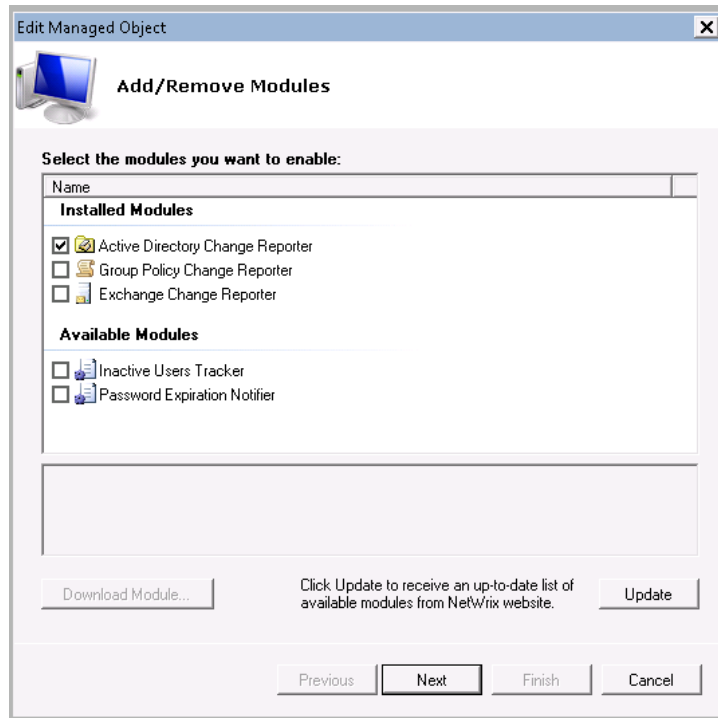 Edit Managed Object
Add/Remove Modules
Select the modules you want to enable:
Name
Installed Modules
Active Directory Change Reporter
Group Policy Change Reporter
Exchange Change Reporter
Available Modules
Inactive Users Tracker
Password Expiration Notifier
Download Module...
Click Update to receive an up-to-date list of
available modules from NetWrix website.
Update
Previous
Next
Finish
Cancel